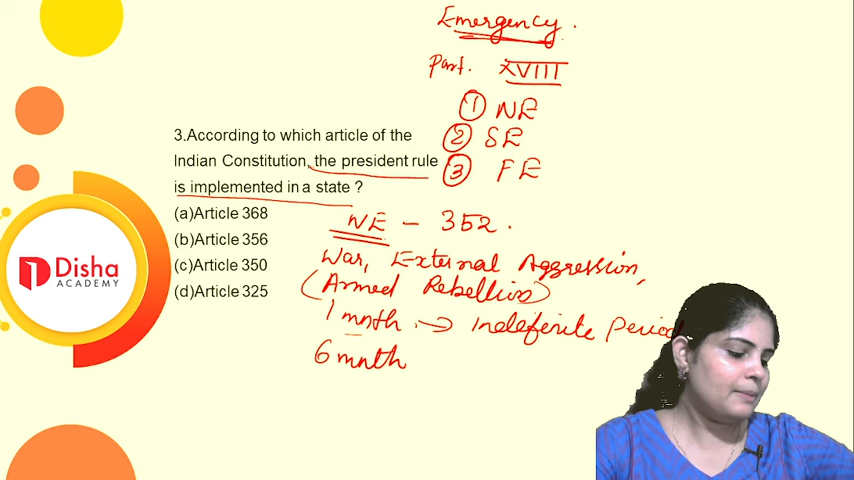 Emergency.
Part. XVIII
① NE
② SE
③ FE
3.According to which article of the
Indian Constitution, the president rule
is implemented in a state ?
(a)Article 368
(b)Article 356
(c)Article 350
(d)Article 325
NE - 352.
War, External Aggression,
(Armed Rebellion)
1 mnth. → Indefinite Period
6 mnth
Disha
ACADEMY